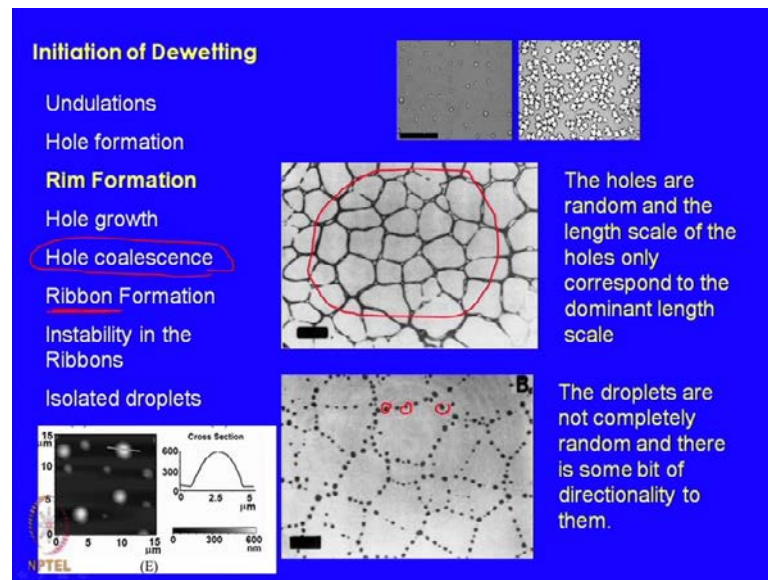 Initiation of Dewetting
Undulations
Hole formation
Rim Formation
Hole growth
Hole coalescence
Ribbon Formation
Instability in the
Ribbons
Isolated droplets
The holes are
random and the
length scale of the
holes only
correspond to the
dominant length
scale
B
The droplets are
not completely
random and there
is some bit of
directionality to
them.
15
µm
10
5
0
0 5 10 15
µm
Cross Section
600
300
0
0 2.5 5
µm
0 300 600
nm
(E)
NPTEL